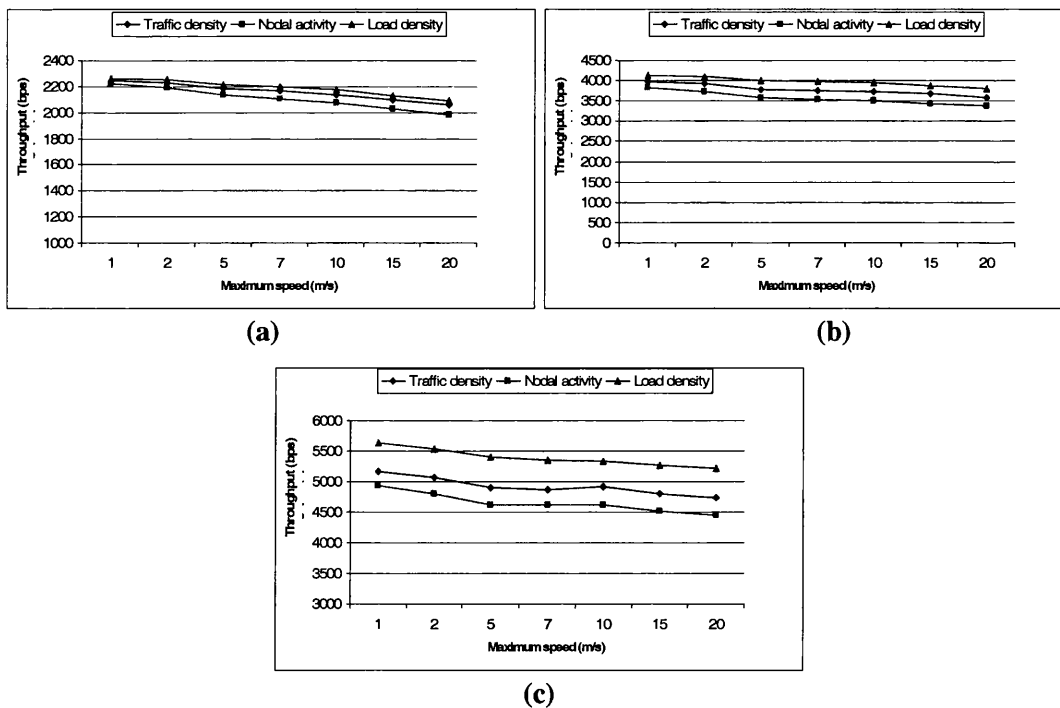 Traffic density Nodal activity Load density
Throughput (bps)
2400
2200
2000
1800
1600
1400
1200
1000
1 2 5 7 10 15 20
Maximum speed (m/s)
(a)
Traffic density Nodal activity Load density
Throughput (bps)
4500
4000
3500
3000
2500
2000
1500
1000
500
0
1 2 5 7 10 15 20
Maximum speed (m/s)
(b)
Traffic density Nodal activity Load density
Throughput (bps)
6000
5500
5000
4500
4000
3500
3000
1 2 5 7 10 15 20
Maximum speed (m/s)
(c)